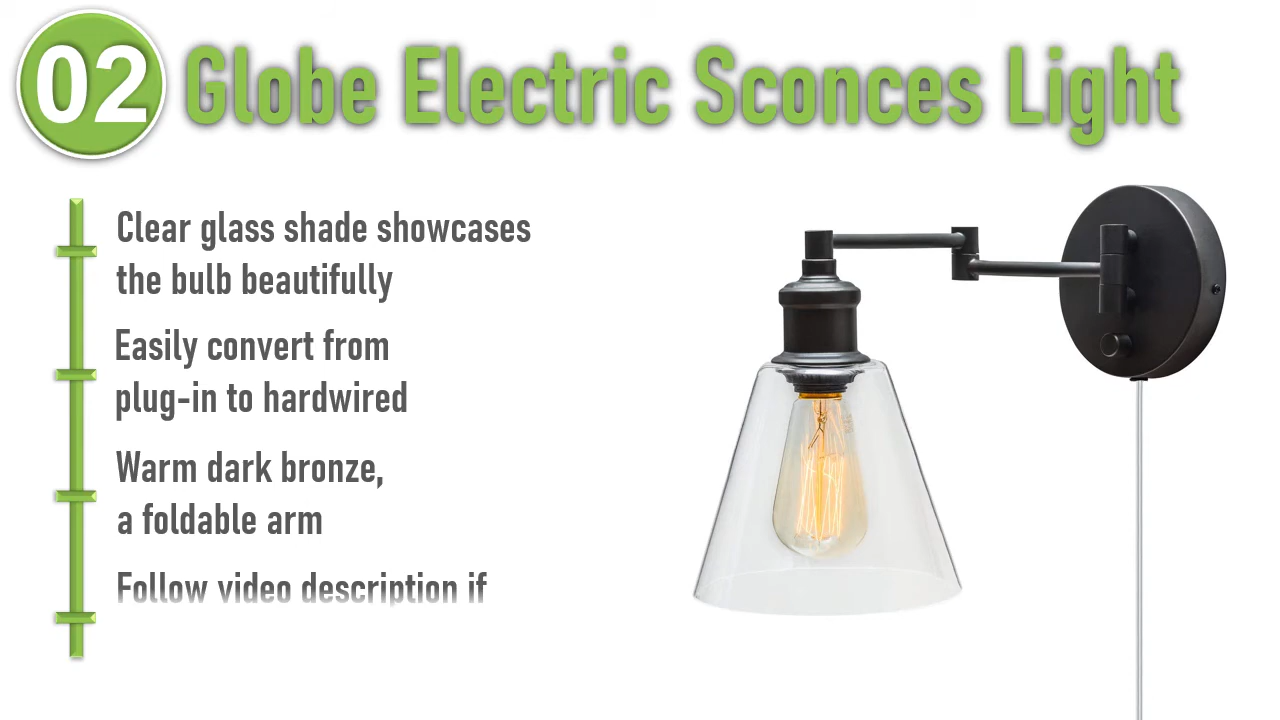 02 Globe Electric Sconces Light
Clear glass shade showcases
the bulb beautifully
Easily convert from
plug-in to hardwired
Warm dark bronze,
a foldable arm
Follow video description if